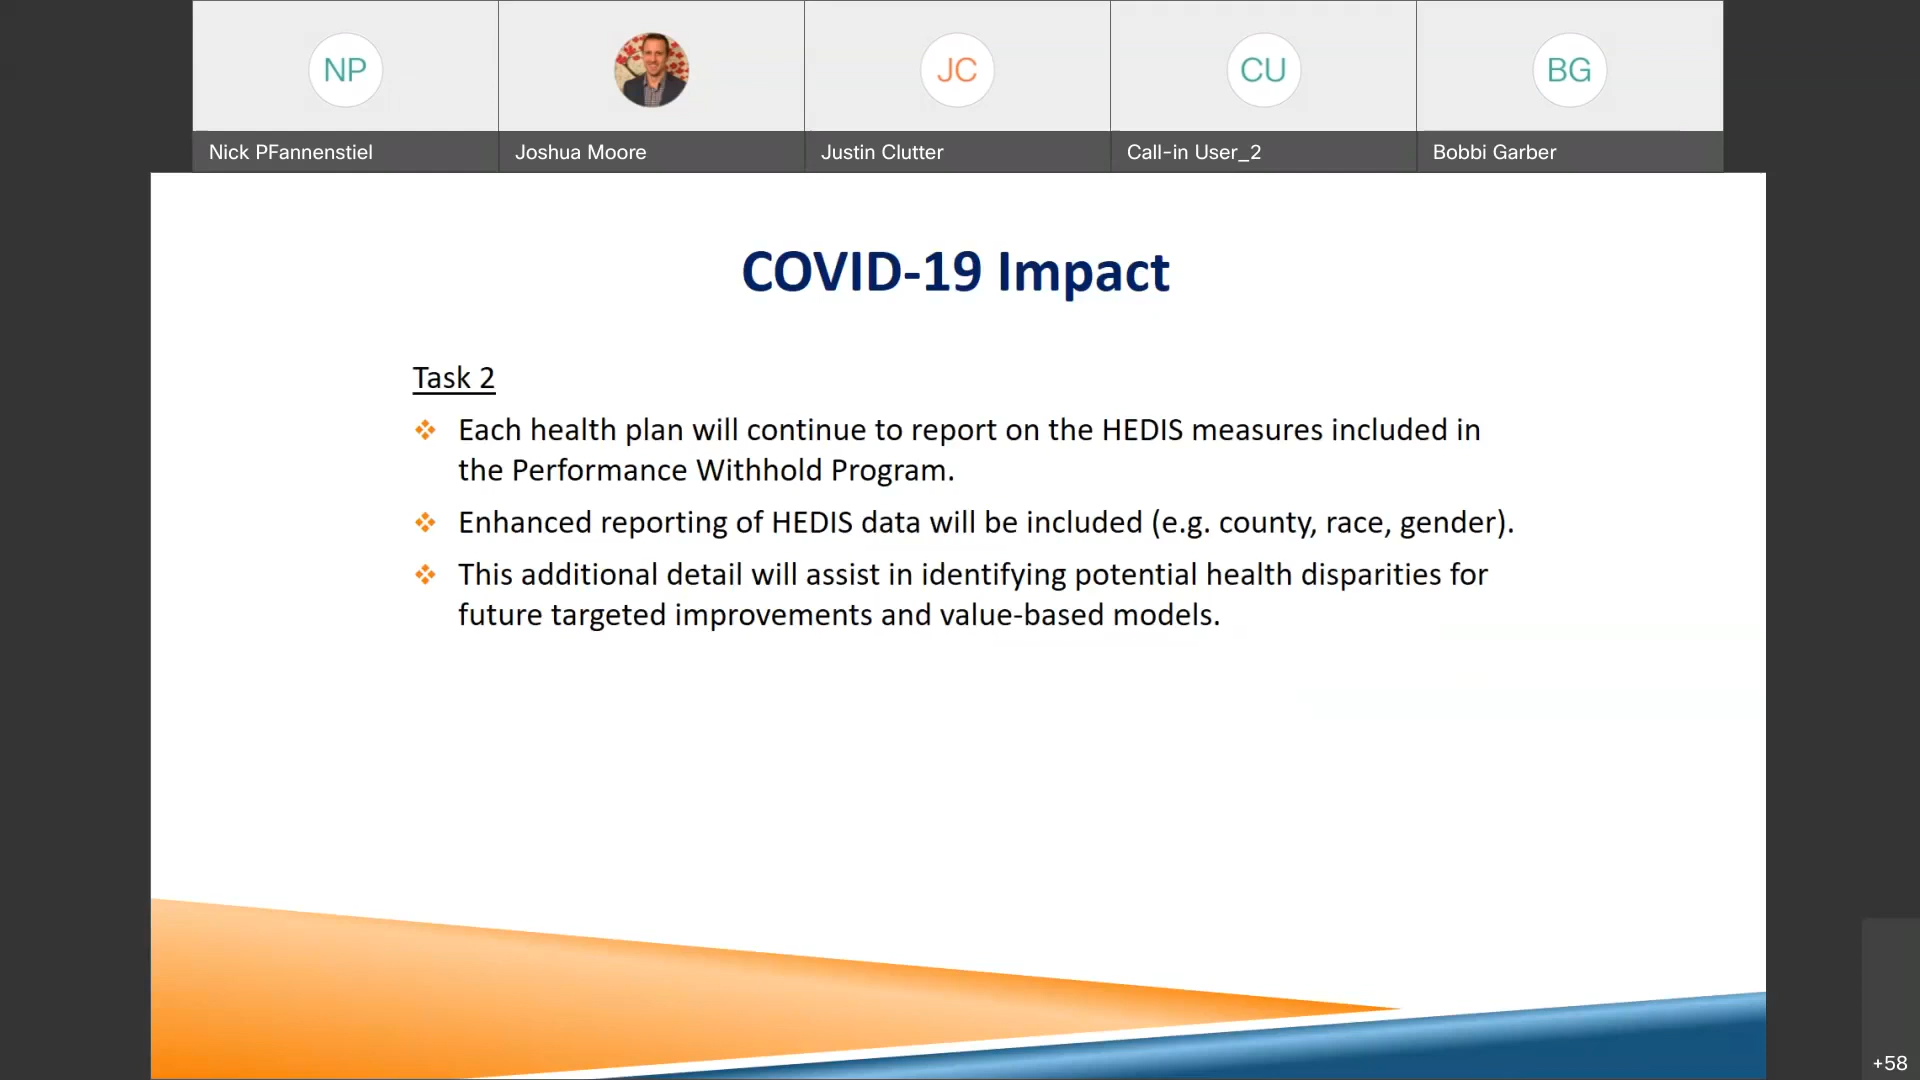 NP
JC
CU
BG
Nick PFannenstiel
Joshua Moore
Justin Clutter
Call-in User_2
Bobbi Garber
COVID-19 Impact
Task 2
Each health plan will continue to report on the HEDIS measures included in
the Performance Withhold Program.
Enhanced reporting of HEDIS data will be included (e.g. county, race, gender).
This additional detail will assist in identifying potential health disparities for
future targeted improvements and value-based models.
+58